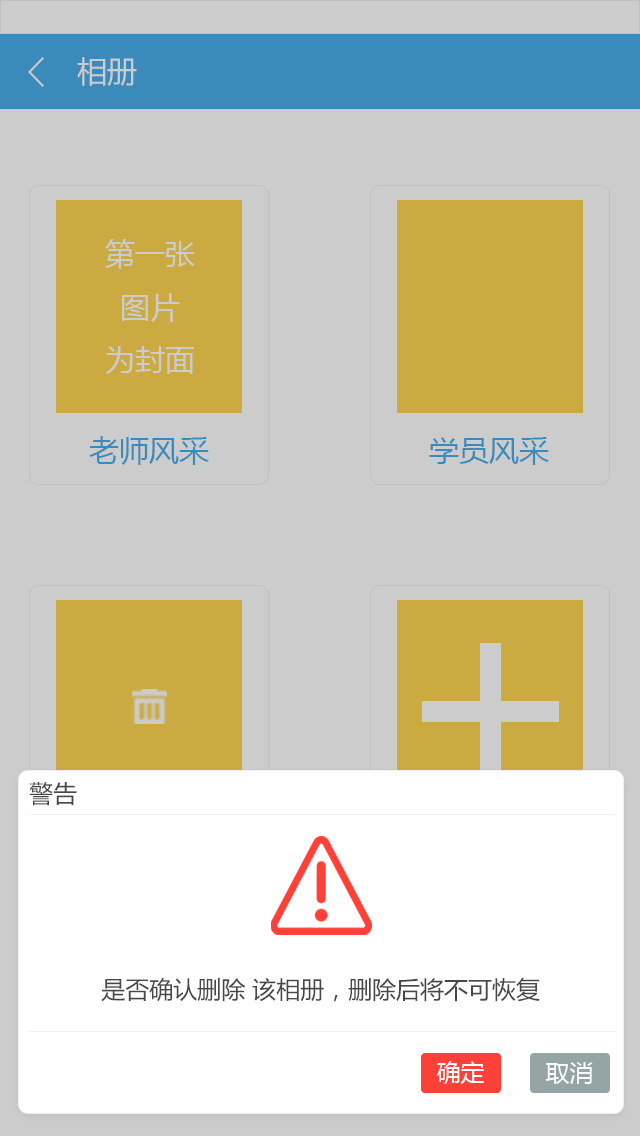 相册
第一张
图片
为封面
老师风采
学员风采
警告
是否确认删除 该相册，删除后将不可恢复
确定
取消